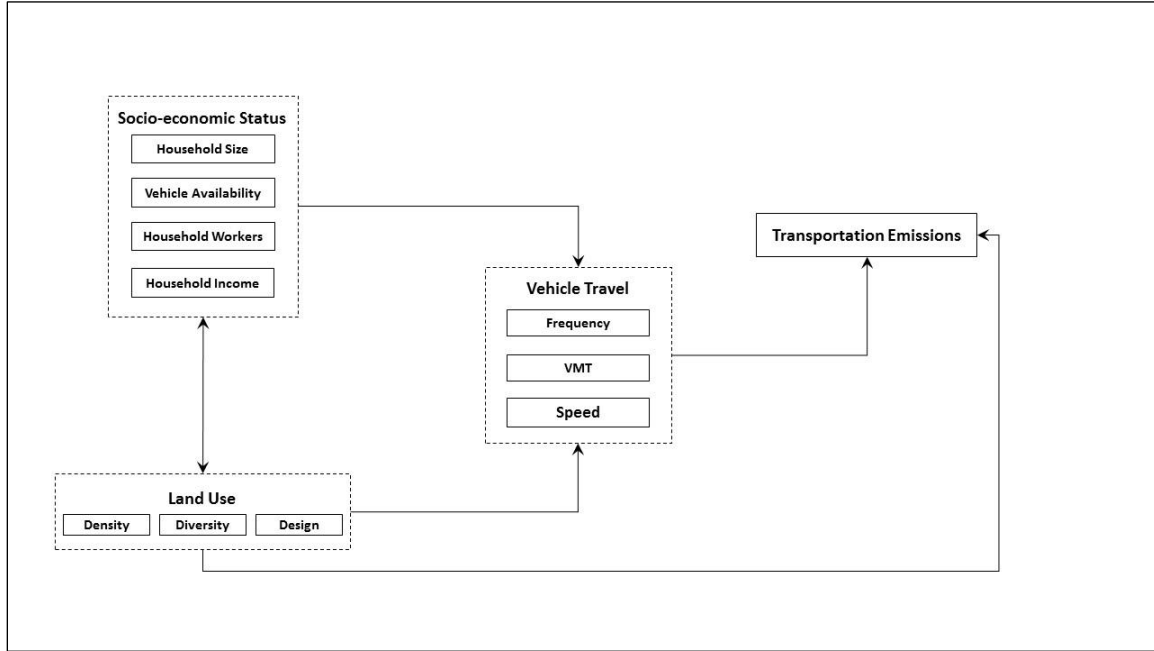 Socio-economic Status
Household Size
Vehicle Availability
Household Workers
Household Income
Transportation Emissions
Vehicle Travel
Frequency
VMT
Speed
Land Use
Density
Diversity
Design